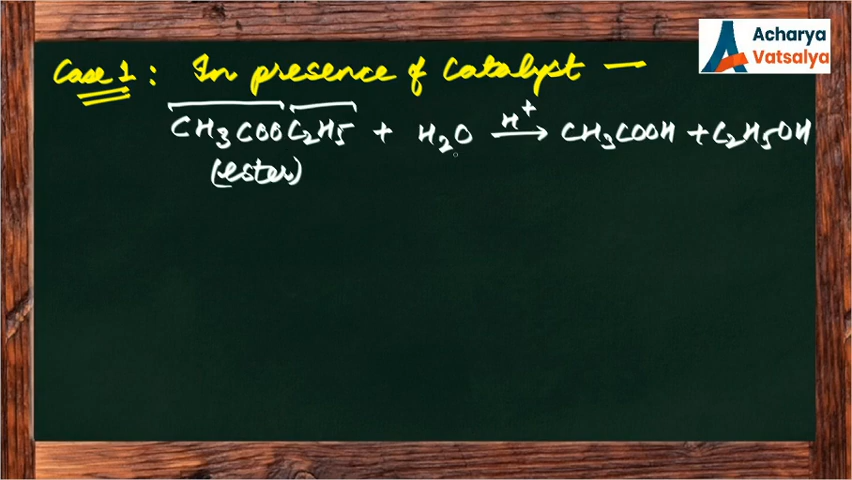 Acharya
Vatsalya
Case 1 : In presence of Catalyst —
CH₃COOC₂H₅ + H₂O —H⁺→ CH₃COOH + C₂H₅OH
(ester)